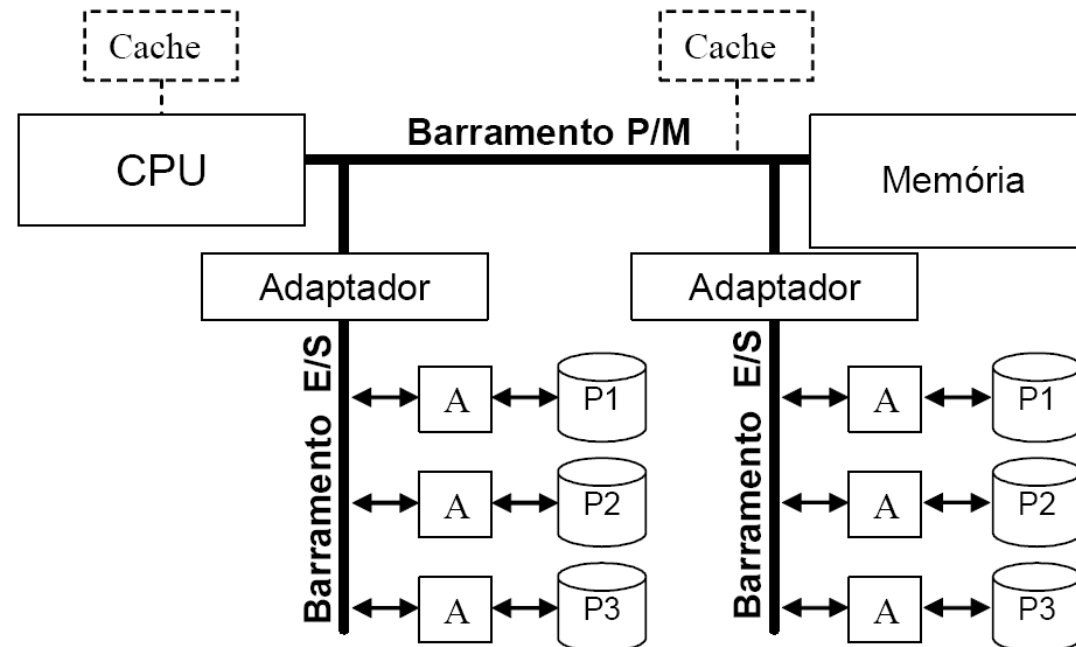 Cache
Cache
Barramento P/M
CPU
Memória
Adaptador
Adaptador
Barramento E/S
A
P1
A
P2
A
P3
Barramento E/S
A
P1
A
P2
A
P3